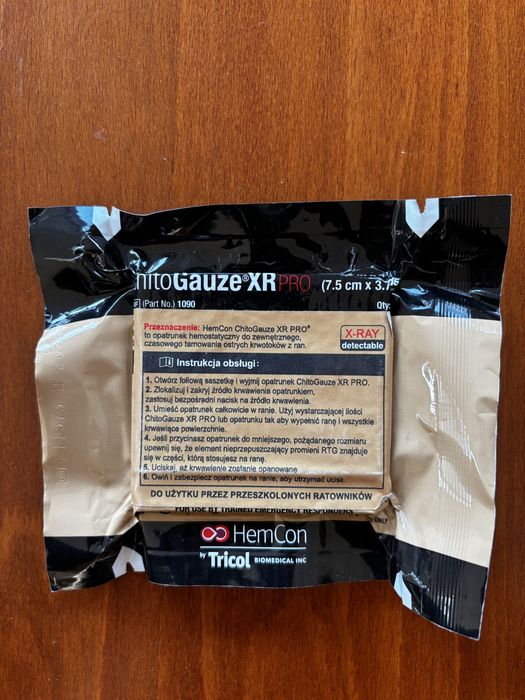 hitoGauze®XR PRO (7.5 cm x 3.7
(Part No.) 1090 Qty:
Przeznaczenie: HemCon ChitoGauze XR PRO®
to opatrunek hemostatyczny do zewnętrznego,
czasowego tamowania ostrych krwotoków z ran.
X-RAY
detectable
Instrukcja obsługi:
1. Otwórz foliową saszetkę i wyjmij opatrunek ChitoGauze XR PRO.
2. Zlokalizuj i zakryj źródło krwawienia opatrunkiem,
zastosuj bezpośredni nacisk na źródło krwawienia.
3. Umieść opatrunek całkowicie w ranie. Użyj wystarczającej ilości
ChitoGauze XR PRO lub opatrunku tak aby wypełnić ranę i wszystkie
krwawiące powierzchnie.
4. Jeśli przycinasz opatrunek do mniejszego, pożądanego rozmiaru
upewnij się, że element nieprzepuszczający promieni RTG znajduje
się w części, którą stosujesz na ranę.
5. Uciskaj, aż krwawienie zostanie opanowane
6. Owiń i zabezpiecz opatrunek na ranie, aby utrzymać ucisk.
DO UŻYTKU PRZEZ PRZESZKOLONYCH RATOWNIKÓW
FOR USE BY TRAINED EMERGENCY RESPONDERS
ONLY
HemCon
by Tricol BIOMEDICAL INC